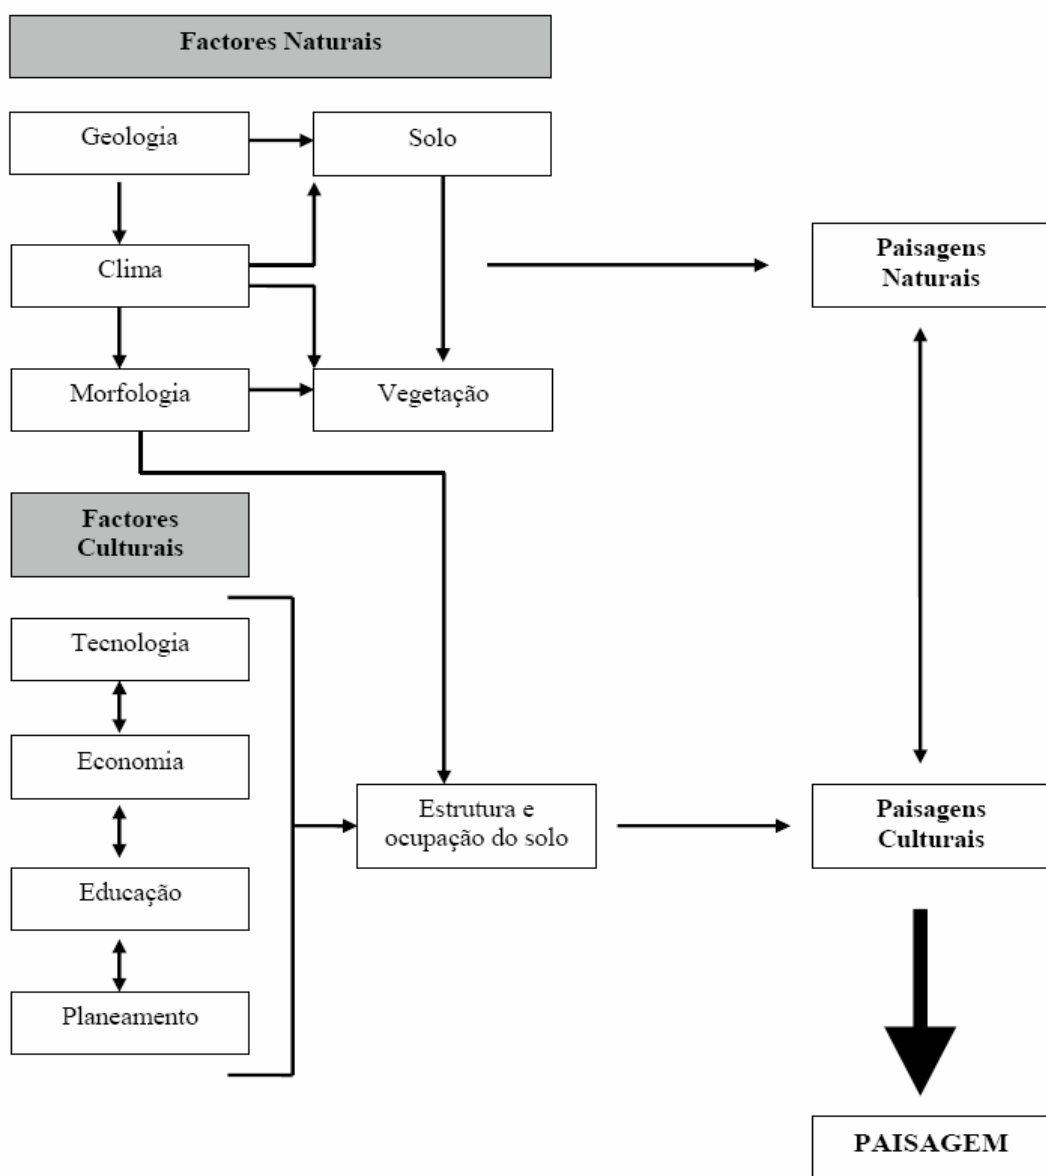 Factores Naturais
Geologia
Solo
Clima
Paisagens
Naturais
Morfologia
Vegetação
Factores
Culturais
Tecnologia
Economia
Estrutura e
ocupação do solo
Paisagens
Culturais
Educação
Planeamento
PAISAGEM